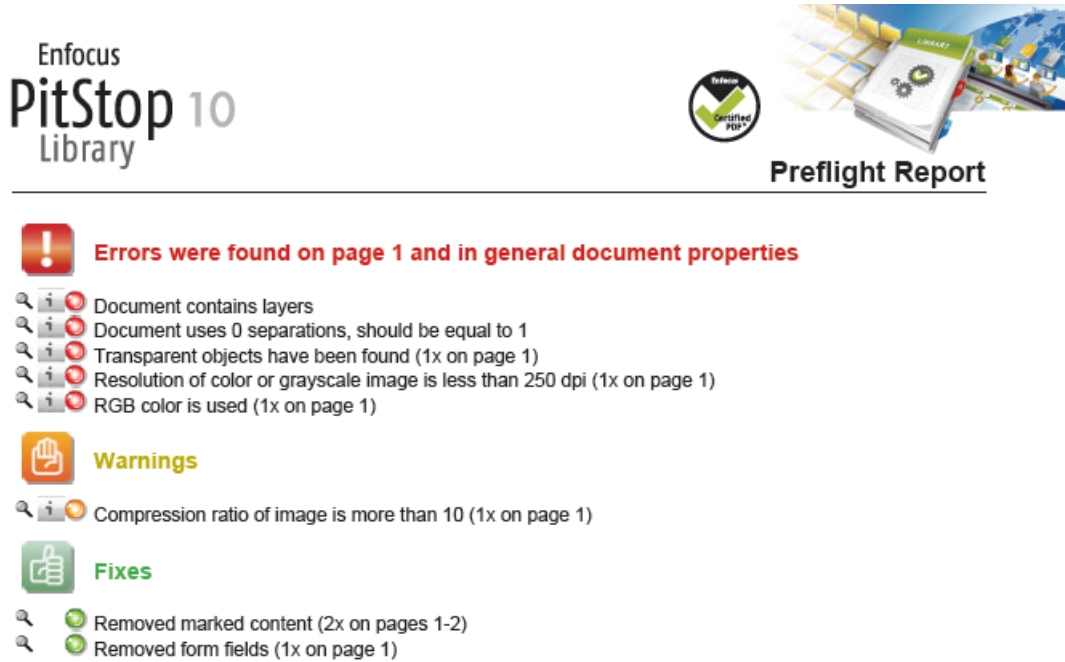 Enfocus
PitStop 10
Library
Enfocus
Certified
PDF®
LIBRARY
Preflight Report
Errors were found on page 1 and in general document properties
Document contains layers
Document uses 0 separations, should be equal to 1
Transparent objects have been found (1x on page 1)
Resolution of color or grayscale image is less than 250 dpi (1x on page 1)
RGB color is used (1x on page 1)
Warnings
Compression ratio of image is more than 10 (1x on page 1)
Fixes
Removed marked content (2x on pages 1-2)
Removed form fields (1x on page 1)